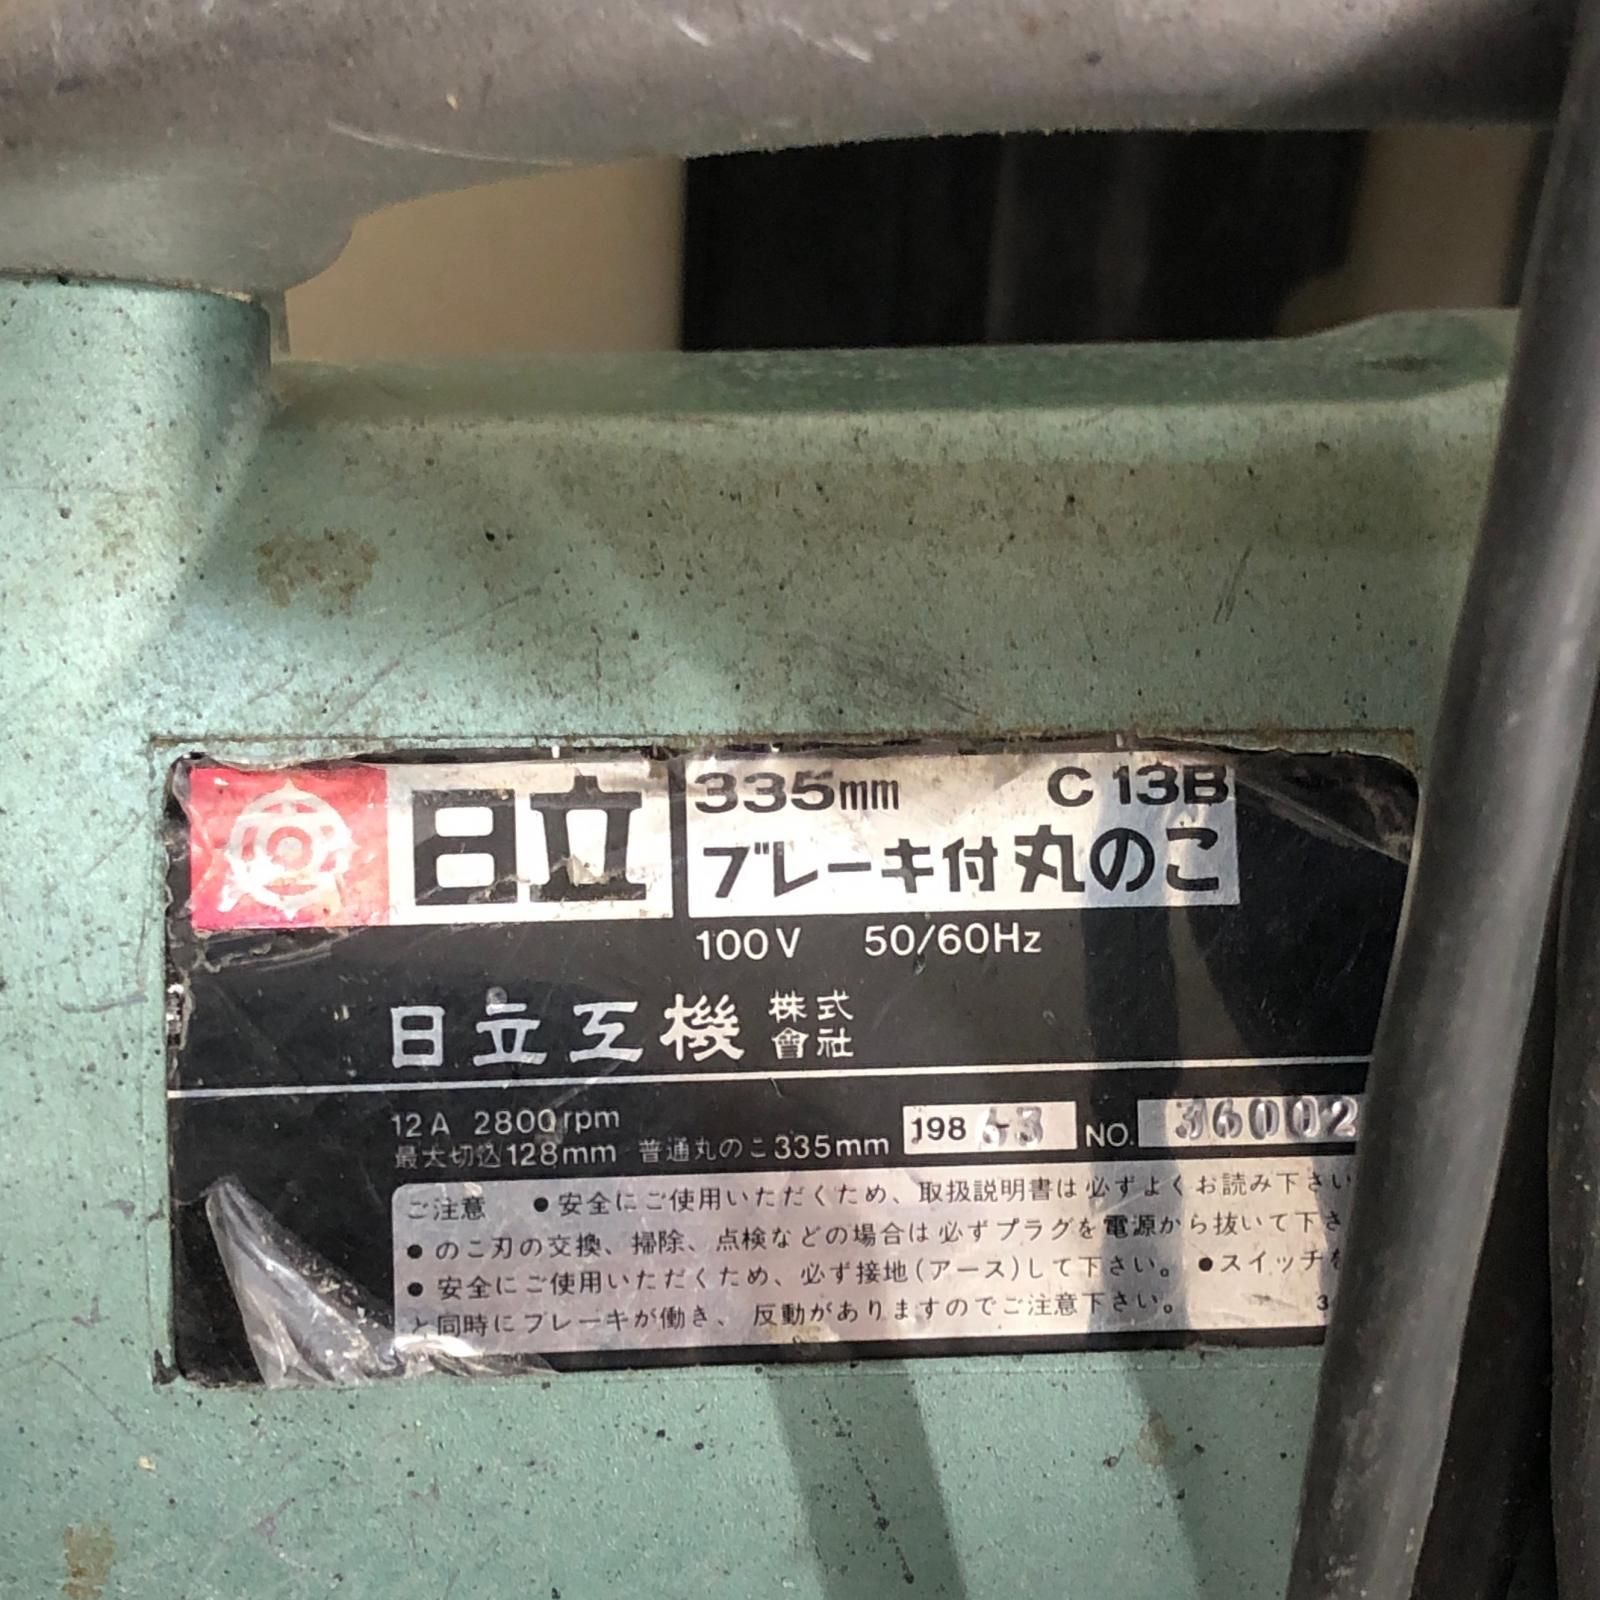 日立
335mm C13B
ブレーキ付丸のこ
100V 50/60Hz
日立工機株式會社
12A 2800rpm
最大切込128mm 普通丸のこ335mm
198 NO. 36002
ご注意 ●安全にご使用いただくため、取扱説明書は必ずよくお読み下さい
●のこ刃の交換、掃除、点検などの場合は必ずプラグを電源から抜いて下さ
●安全にご使用いただくため、必ず接地(アース)して下さい。●スイッチを
と同時にブレーキが働き、反動がありますのでご注意下さい。 3